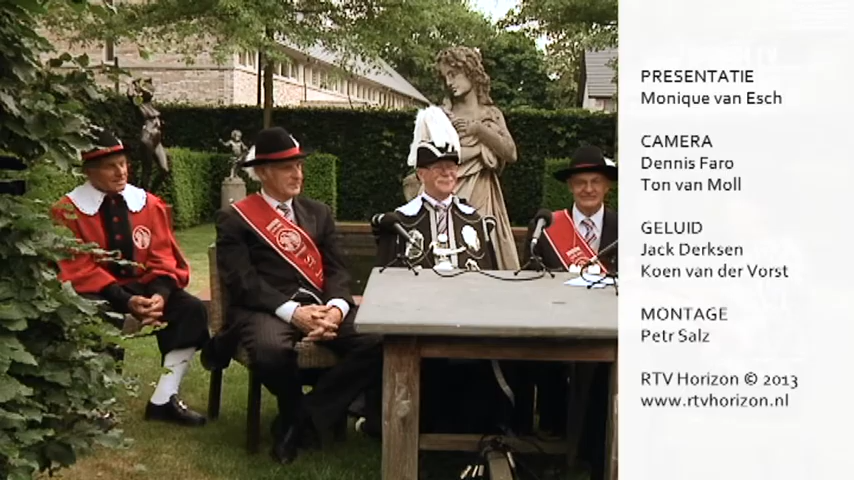 PRESENTATIE
Monique van Esch
CAMERA
Dennis Faro
Ton van Moll
GELUID
Jack Derksen
Koen van der Vorst
MONTAGE
Petr Salz
RTV Horizon © 2013
www.rtvhorizon.nl